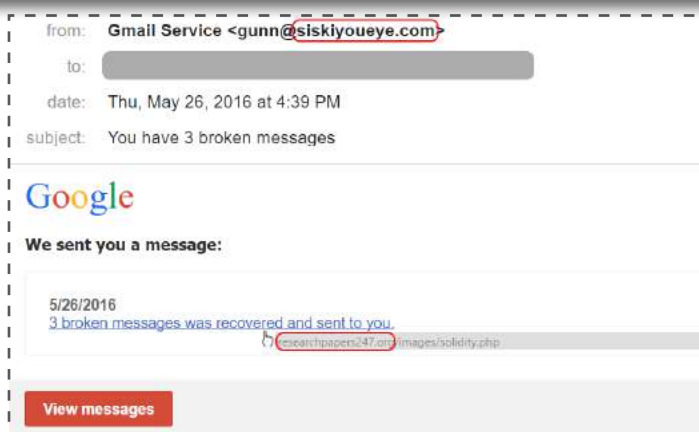 from: Gmail Service <gunn@siskiyoueye.com>
to:
date: Thu, May 26, 2016 at 4:39 PM
subject: You have 3 broken messages
Google
We sent you a message:
5/26/2016
3 broken messages was recovered and sent to you.
researchpapers247.org/images/solidity.php
View messages